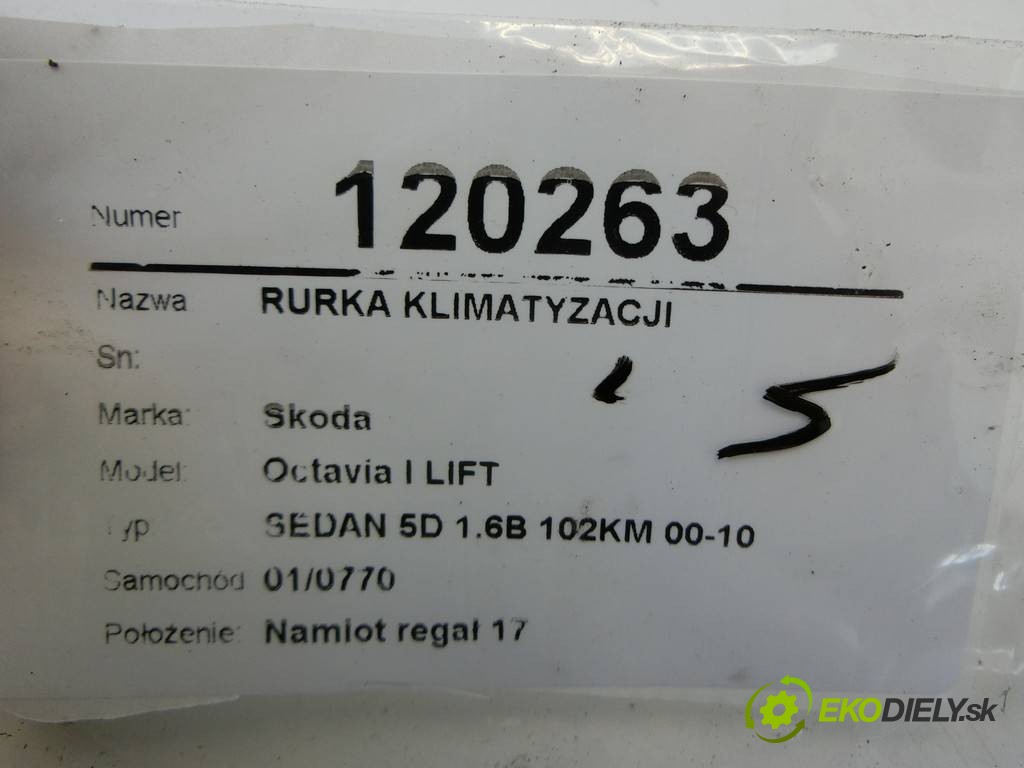 Numer 120263
Nazwa RURKA KLIMATYZACJI
Sn:
Marka: Skoda
Model: Octavia I LIFT
Typ SEDAN 5D 1.6B 102KM 00-10
Samochód 01/0770
Położenie: Namiot regał 17
EKODIELY.sk